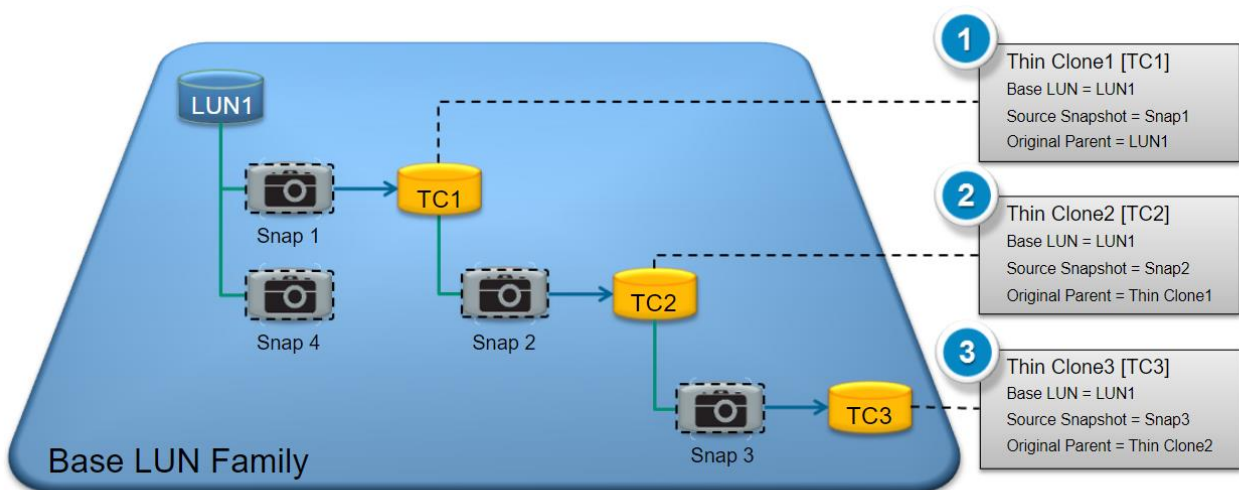 LUN1
Snap 1
TC1
Snap 4
Snap 2
TC2
Snap 3
TC3
Base LUN Family
1
Thin Clone1 [TC1]
Base LUN = LUN1
Source Snapshot = Snap1
Original Parent = LUN1
2
Thin Clone2 [TC2]
Base LUN = LUN1
Source Snapshot = Snap2
Original Parent = Thin Clone1
3
Thin Clone3 [TC3]
Base LUN = LUN1
Source Snapshot = Snap3
Original Parent = Thin Clone2